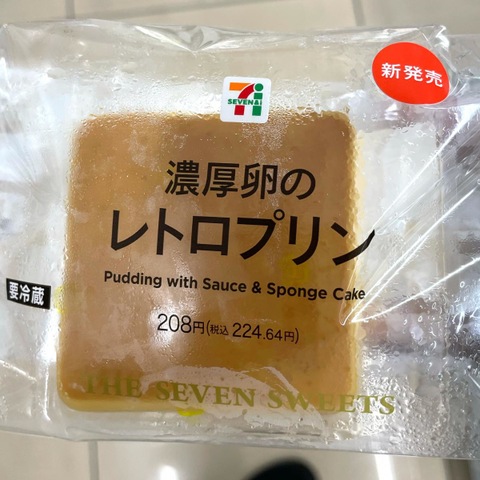 新発売
7i
SEVEN&i
濃厚卵の
レトロプリン
Pudding with Sauce & Sponge Cake
要冷蔵
208円(税込 224.64円)
THE SEVEN SWEETS